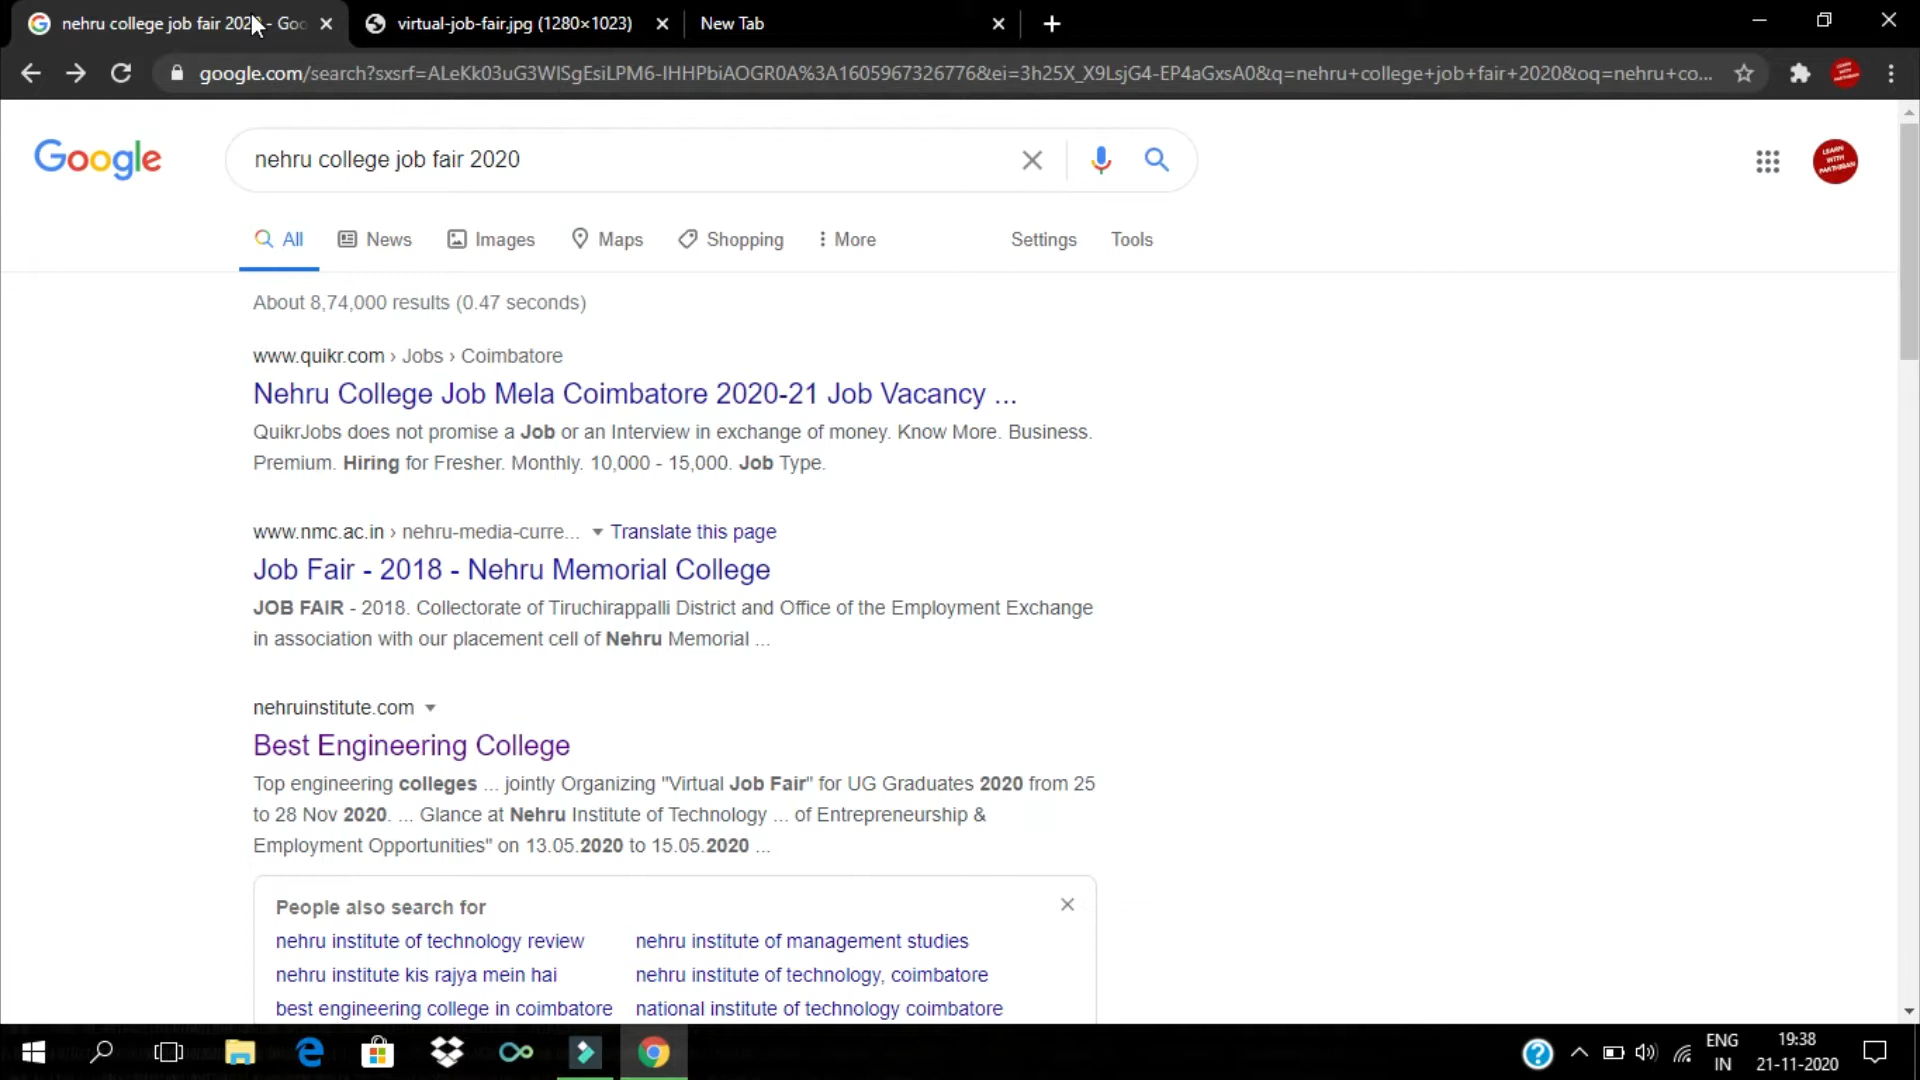 nehru college job fair 202 - Goo
virtual-job-fair.jpg (1280×1023)
New Tab
google.com/search?sxsrf=ALeKk03uG3WlSgEsiLPM6-IHHPbiAOGR0A%3A1605967326776&ei=3h25X_X9LsjG4-EP4aGxsA0&q=nehru+college+job+fair+2020&oq=nehru+co...
Google
nehru college job fair 2020
LEARN WITH PARTHIBAN
All
News
Images
Maps
Shopping
More
Settings
Tools
About 8,74,000 results (0.47 seconds)
www.quikr.com › Jobs › Coimbatore
Nehru College Job Mela Coimbatore 2020-21 Job Vacancy ...
QuikrJobs does not promise a Job or an Interview in exchange of money. Know More. Business.
Premium. Hiring for Fresher. Monthly. 10,000 - 15,000. Job Type.
www.nmc.ac.in › nehru-media-curre... Translate this page
Job Fair - 2018 - Nehru Memorial College
JOB FAIR - 2018. Collectorate of Tiruchirappalli District and Office of the Employment Exchange
in association with our placement cell of Nehru Memorial ...
nehruinstitute.com
Best Engineering College
Top engineering colleges ... jointly Organizing "Virtual Job Fair" for UG Graduates 2020 from 25
to 28 Nov 2020. ... Glance at Nehru Institute of Technology ... of Entrepreneurship &
Employment Opportunities" on 13.05.2020 to 15.05.2020 ...
People also search for
nehru institute of technology review
nehru institute of management studies
nehru institute kis rajya mein hai
nehru institute of technology, coimbatore
best engineering college in coimbatore
national institute of technology coimbatore
ENG
IN
19:38
21-11-2020